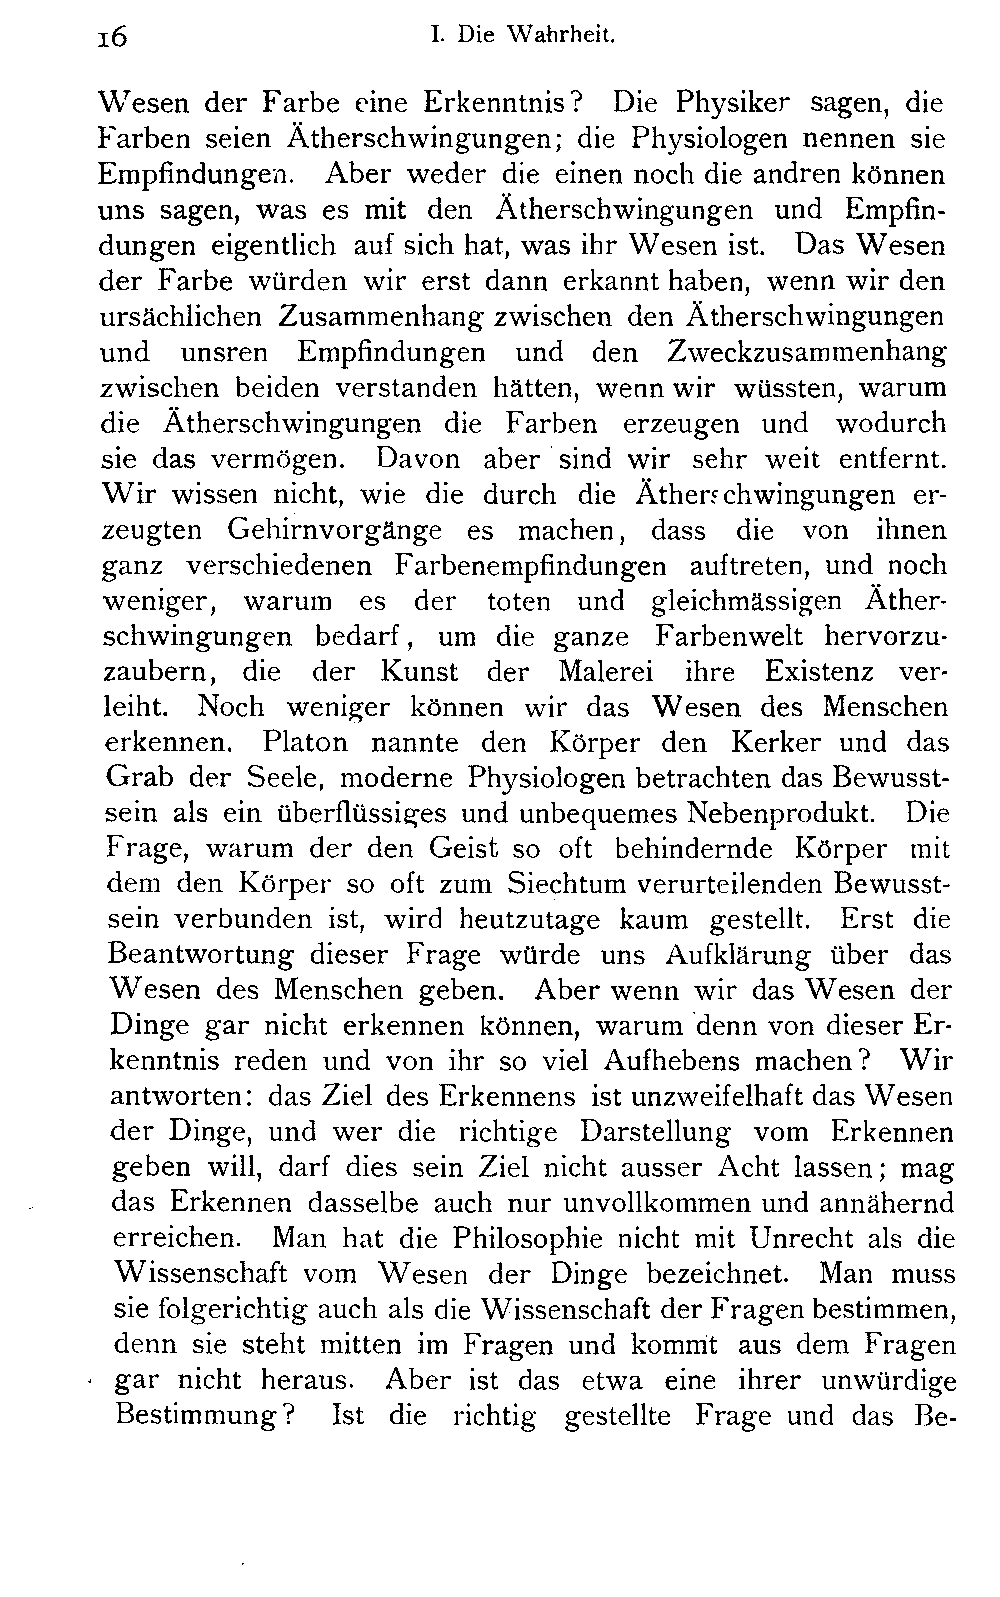 16
I. Die Wahrheit.
Wesen der Farbe eine Erkenntnis? Die Physiker sagen, die
Farben seien Ätherschwingungen; die Physiologen nennen sie
Empfindungen. Aber weder die einen noch die andren können
uns sagen, was es mit den Ätherschwingungen und Empfin-
dungen eigentlich auf sich hat, was ihr Wesen ist. Das Wesen
der Farbe würden wir erst dann erkannt haben, wenn wir den
ursächlichen Zusammenhang zwischen den Ätherschwingungen
und unsren Empfindungen und den Zweckzusammenhang
zwischen beiden verstanden hätten, wenn wir wüssten, warum
die Ätherschwingungen die Farben erzeugen und wodurch
sie das vermögen. Davon aber sind wir sehr weit entfernt.
Wir wissen nicht, wie die durch die Ätherschwingungen er-
zeugten Gehirnvorgänge es machen, dass die von ihnen
ganz verschiedenen Farbenempfindungen auftreten, und noch
weniger, warum es der toten und gleichmässigen Äther-
schwingungen bedarf, um die ganze Farbenwelt hervorzu-
zaubern, die der Kunst der Malerei ihre Existenz ver-
leiht. Noch weniger können wir das Wesen des Menschen
erkennen. Platon nannte den Körper den Kerker und das
Grab der Seele, moderne Physiologen betrachten das Bewusst-
sein als ein überflüssiges und unbequemes Nebenprodukt. Die
Frage, warum der den Geist so oft behindernde Körper mit
dem den Körper so oft zum Siechtum verurteilenden Bewusst-
sein verbunden ist, wird heutzutage kaum gestellt. Erst die
Beantwortung dieser Frage würde uns Aufklärung über das
Wesen des Menschen geben. Aber wenn wir das Wesen der
Dinge gar nicht erkennen können, warum denn von dieser Er-
kenntnis reden und von ihr so viel Aufhebens machen? Wir
antworten: das Ziel des Erkennens ist unzweifelhaft das Wesen
der Dinge, und wer die richtige Darstellung vom Erkennen
geben will, darf dies sein Ziel nicht ausser Acht lassen; mag
das Erkennen dasselbe auch nur unvollkommen und annähernd
erreichen. Man hat die Philosophie nicht mit Unrecht als die
Wissenschaft vom Wesen der Dinge bezeichnet. Man muss
sie folgerichtig auch als die Wissenschaft der Fragen bestimmen,
denn sie steht mitten im Fragen und kommt aus dem Fragen
gar nicht heraus. Aber ist das etwa eine ihrer unwürdige
Bestimmung? Ist die richtig gestellte Frage und das Be-